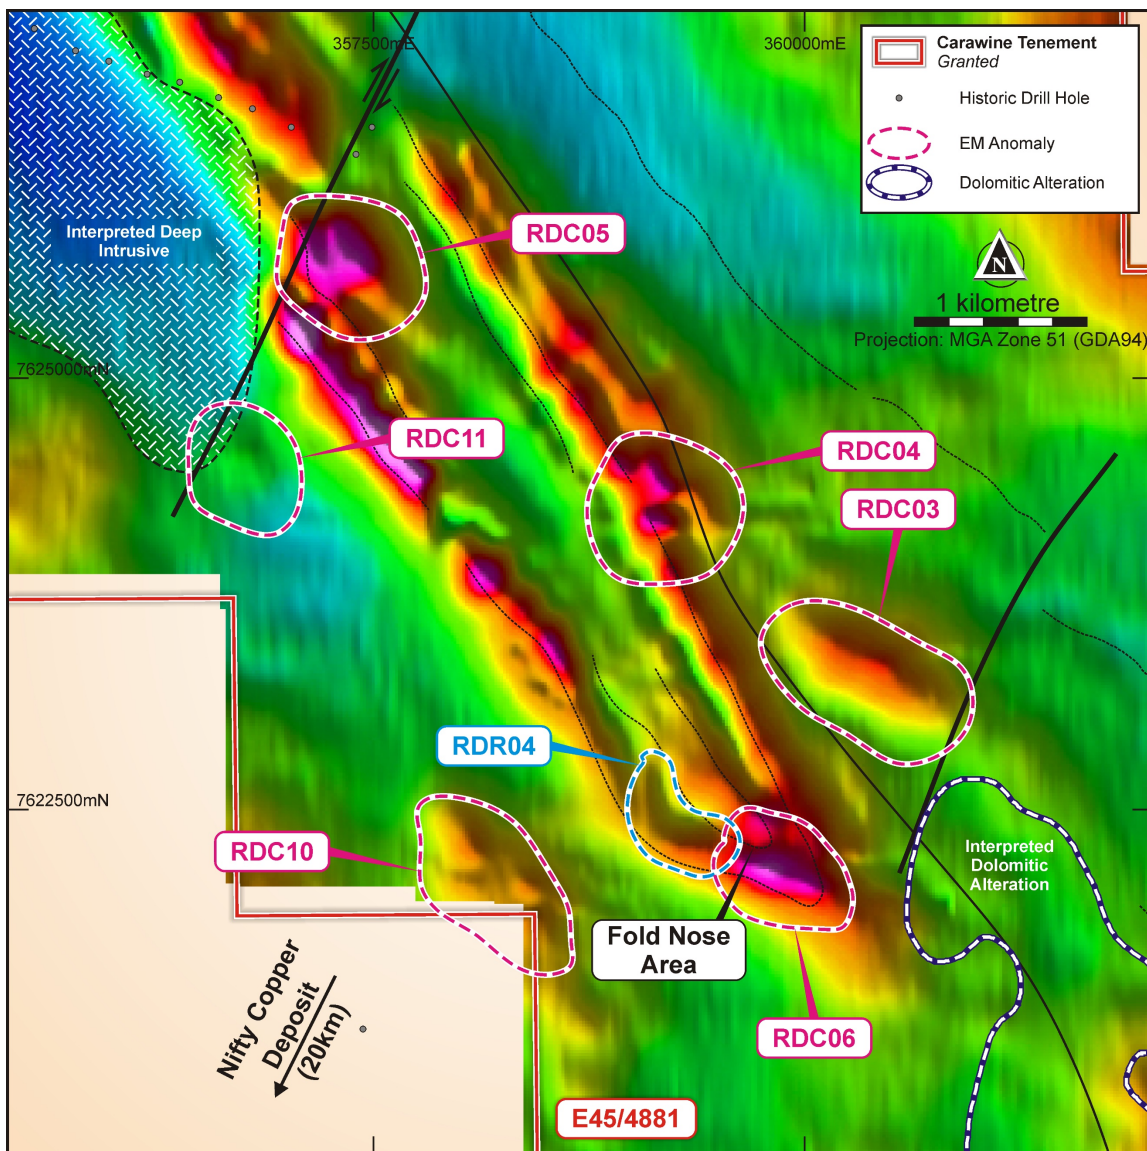 357500mE
360000mE
Carawine Tenement
Granted
Historic Drill Hole
EM Anomaly
Dolomitic Alteration
Interpreted Deep
Intrusive
RDC05
N
1 kilometre
Projection: MGA Zone 51 (GDA94)
7625000mN
RDC11
RDC04
RDC03
RDR04
7622500mN
RDC10
Interpreted
Dolomitic
Alteration
Fold Nose
Area
Nifty Copper
Deposit
(20km)
RDC06
E45/4881